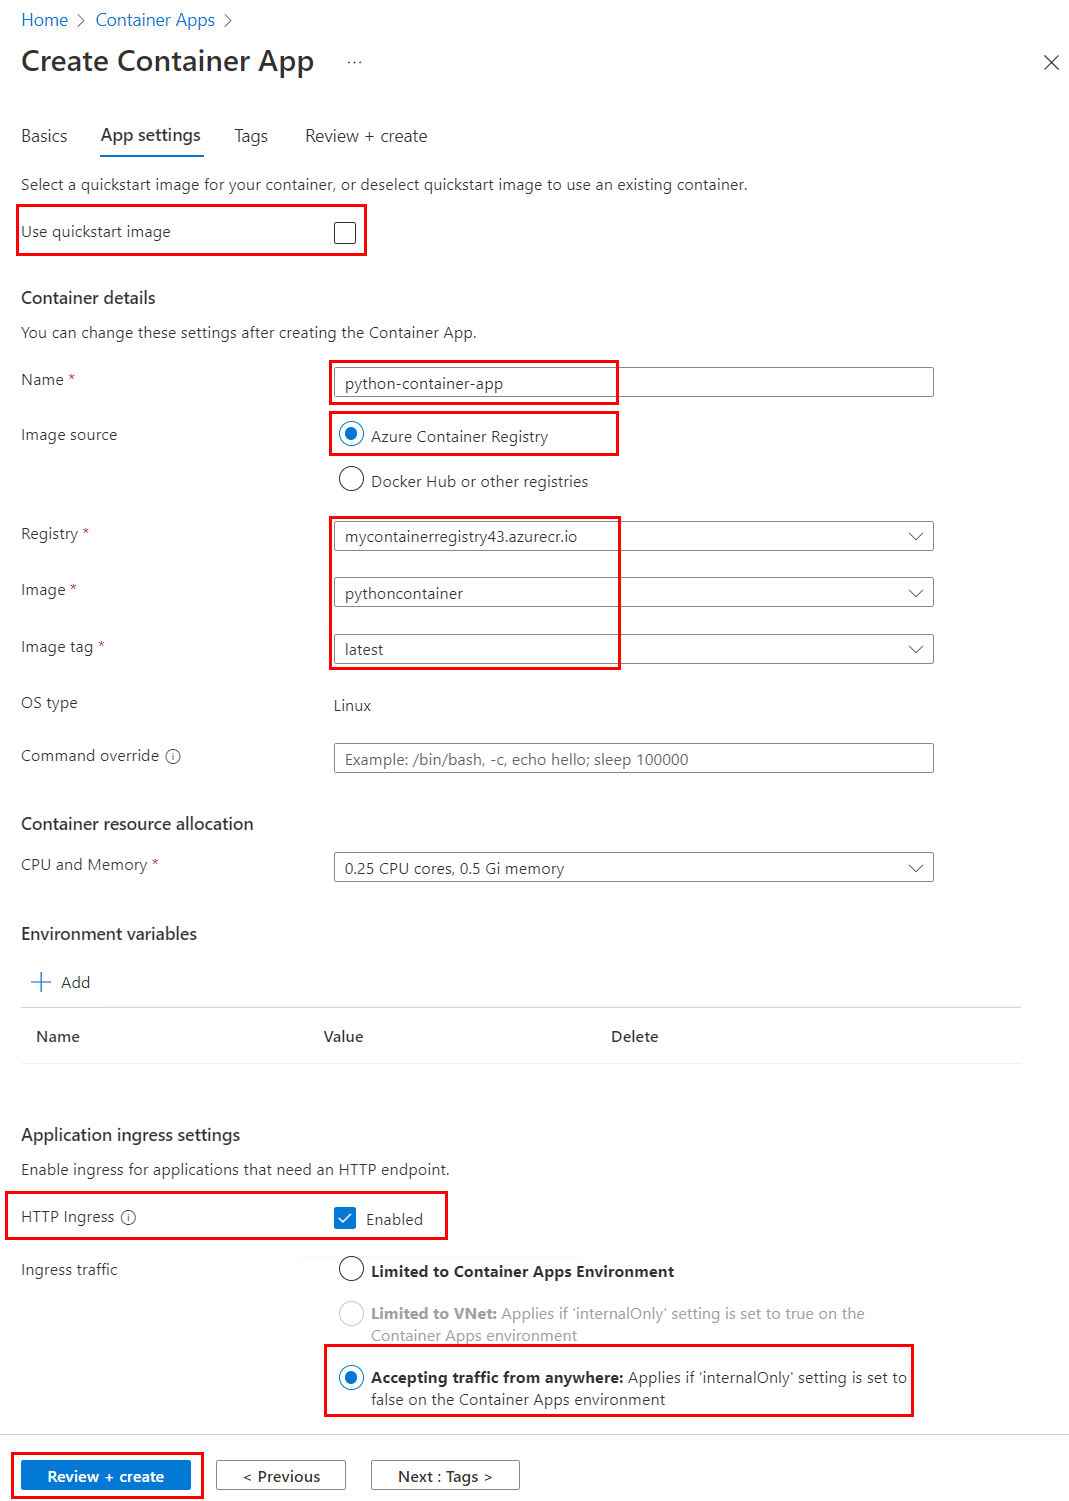 Home > Container Apps >
Create Container App ...
Basics App settings Tags Review + create
Select a quickstart image for your container, or deselect quickstart image to use an existing container.
Use quickstart image
Container details
You can change these settings after creating the Container App.
Name * python-container-app
Image source Azure Container Registry
Docker Hub or other registries
Registry * mycontainerregistry43.azurecr.io
Image * pythoncontainer
Image tag * latest
OS type Linux
Command override Example: /bin/bash, -c, echo hello; sleep 100000
Container resource allocation
CPU and Memory * 0.25 CPU cores, 0.5 Gi memory
Environment variables
+ Add
Name Value Delete
Application ingress settings
Enable ingress for applications that need an HTTP endpoint.
HTTP Ingress Enabled
Ingress traffic Limited to Container Apps Environment
Limited to VNet: Applies if 'internalOnly' setting is set to true on the
Container Apps environment
Accepting traffic from anywhere: Applies if 'internalOnly' setting is set to
false on the Container Apps environment
Review + create < Previous Next : Tags >